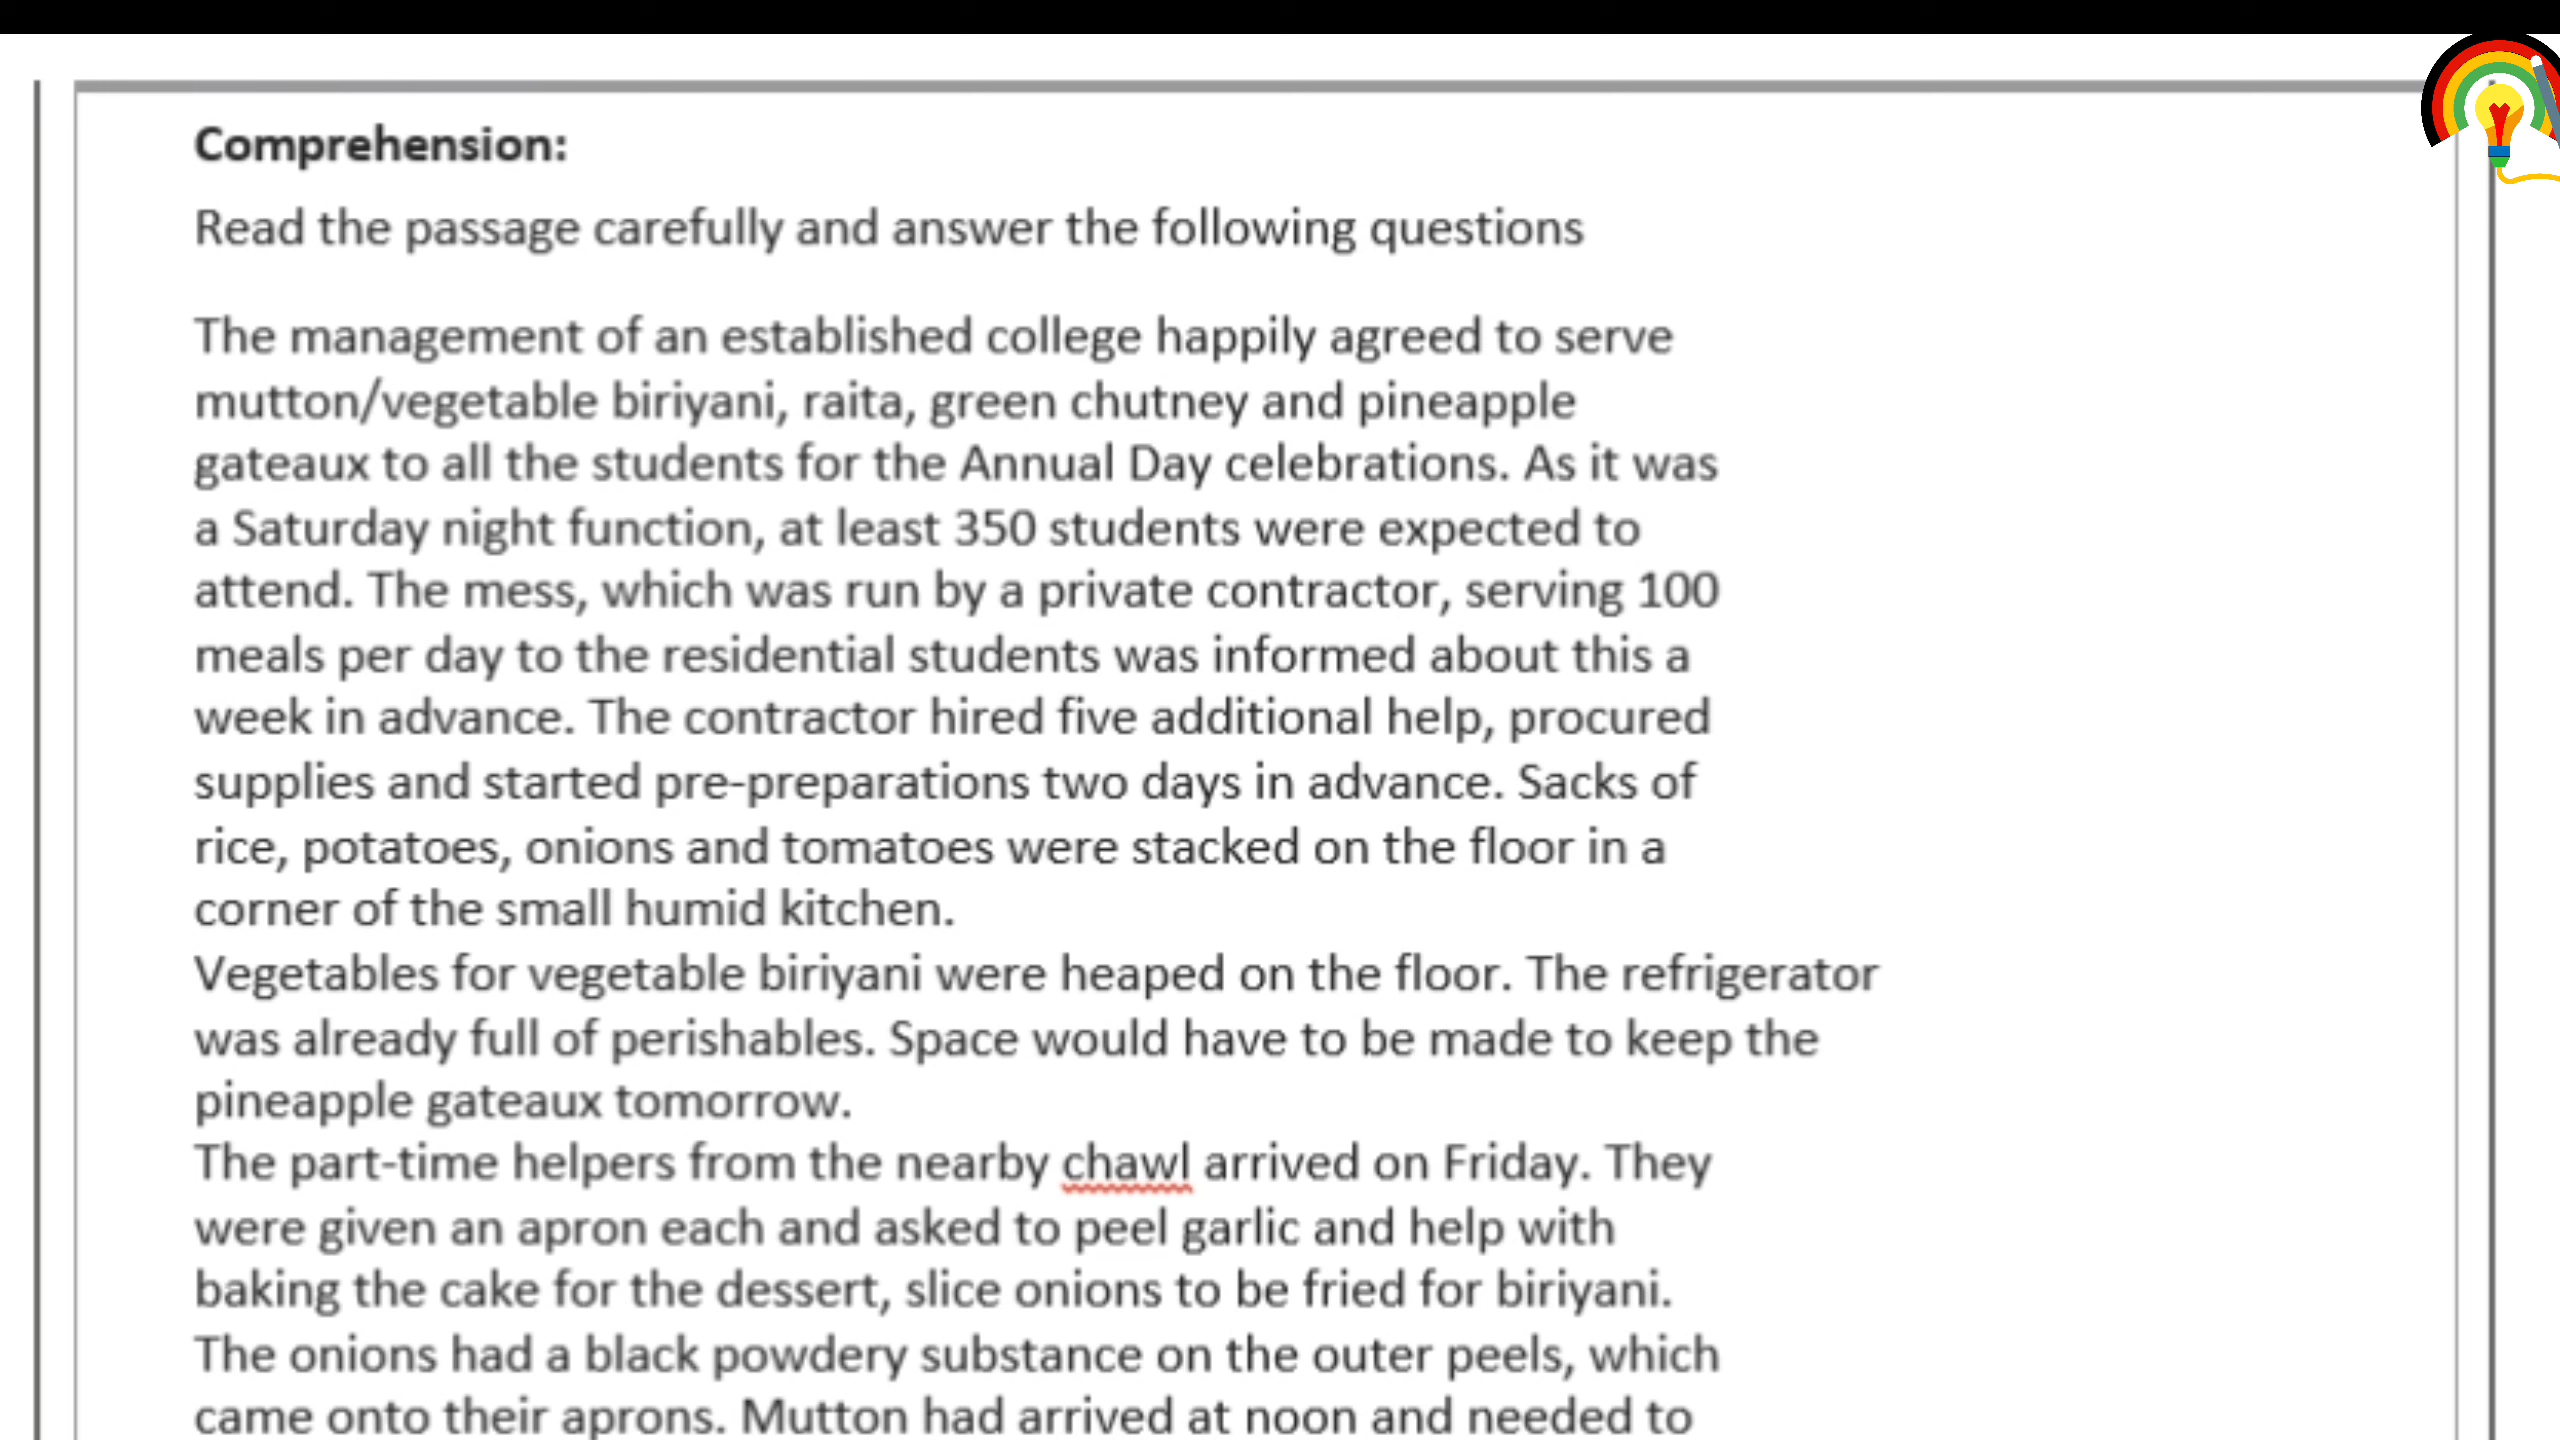 Comprehension:
Read the passage carefully and answer the following questions
The management of an established college happily agreed to serve
mutton/vegetable biriyani, raita, green chutney and pineapple
gateaux to all the students for the Annual Day celebrations. As it was
a Saturday night function, at least 350 students were expected to
attend. The mess, which was run by a private contractor, serving 100
meals per day to the residential students was informed about this a
week in advance. The contractor hired five additional help, procured
supplies and started pre-preparations two days in advance. Sacks of
rice, potatoes, onions and tomatoes were stacked on the floor in a
corner of the small humid kitchen.
Vegetables for vegetable biriyani were heaped on the floor. The refrigerator
was already full of perishables. Space would have to be made to keep the
pineapple gateaux tomorrow.
The part-time helpers from the nearby chawl arrived on Friday. They
were given an apron each and asked to peel garlic and help with
baking the cake for the dessert, slice onions to be fried for biriyani.
The onions had a black powdery substance on the outer peels, which
came onto their aprons. Mutton had arrived at noon and needed to